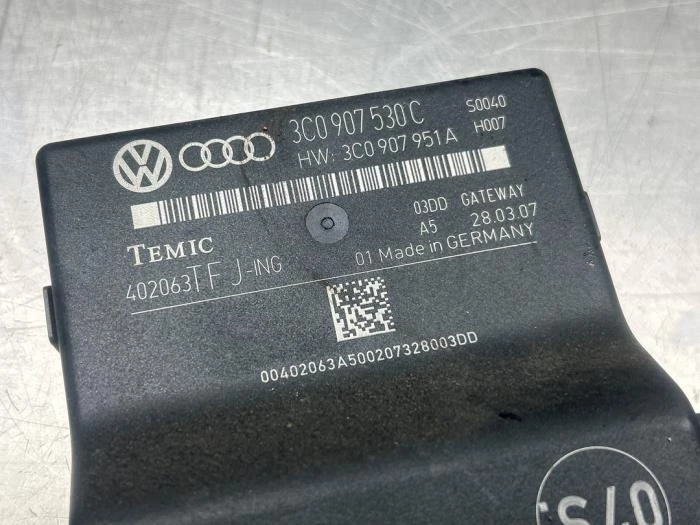 3C0 907 530 C S0040
HW: 3C0 907 951 A H007
03DD GATEWAY
TEMIC A5 28.03.07
402063TF J-ING 01 Made in GERMANY
00402063A500207328003DD